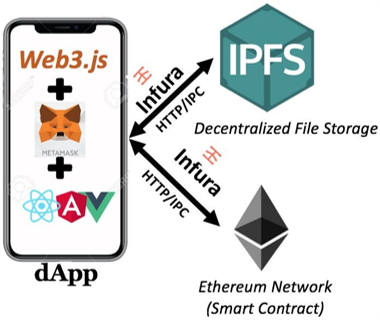 Web3.js
METAMASK
dApp
Infura
HTTP/IPC
IPFS
Decentralized File Storage
Infura
HTTP/IPC
Ethereum Network
(Smart Contract)